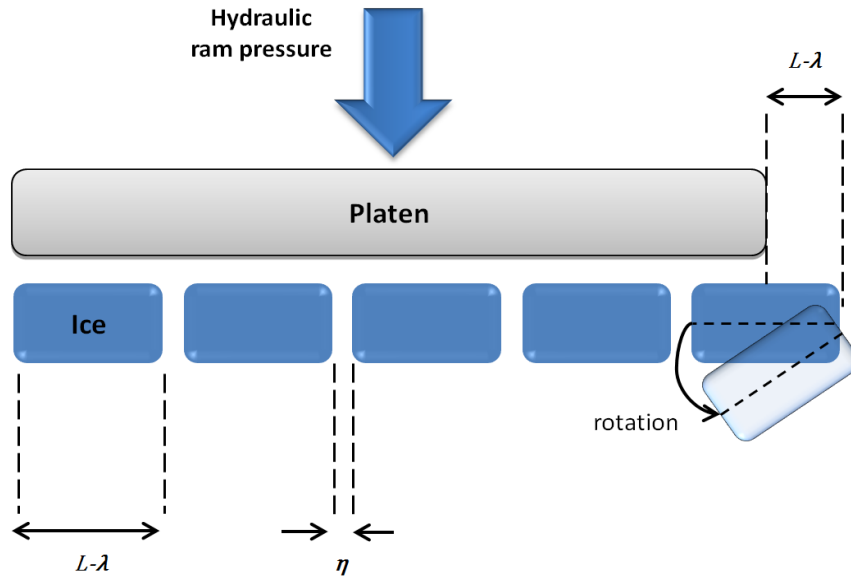 Hydraulic
ram pressure
L-λ
Platen
Ice
rotation
L-λ
η